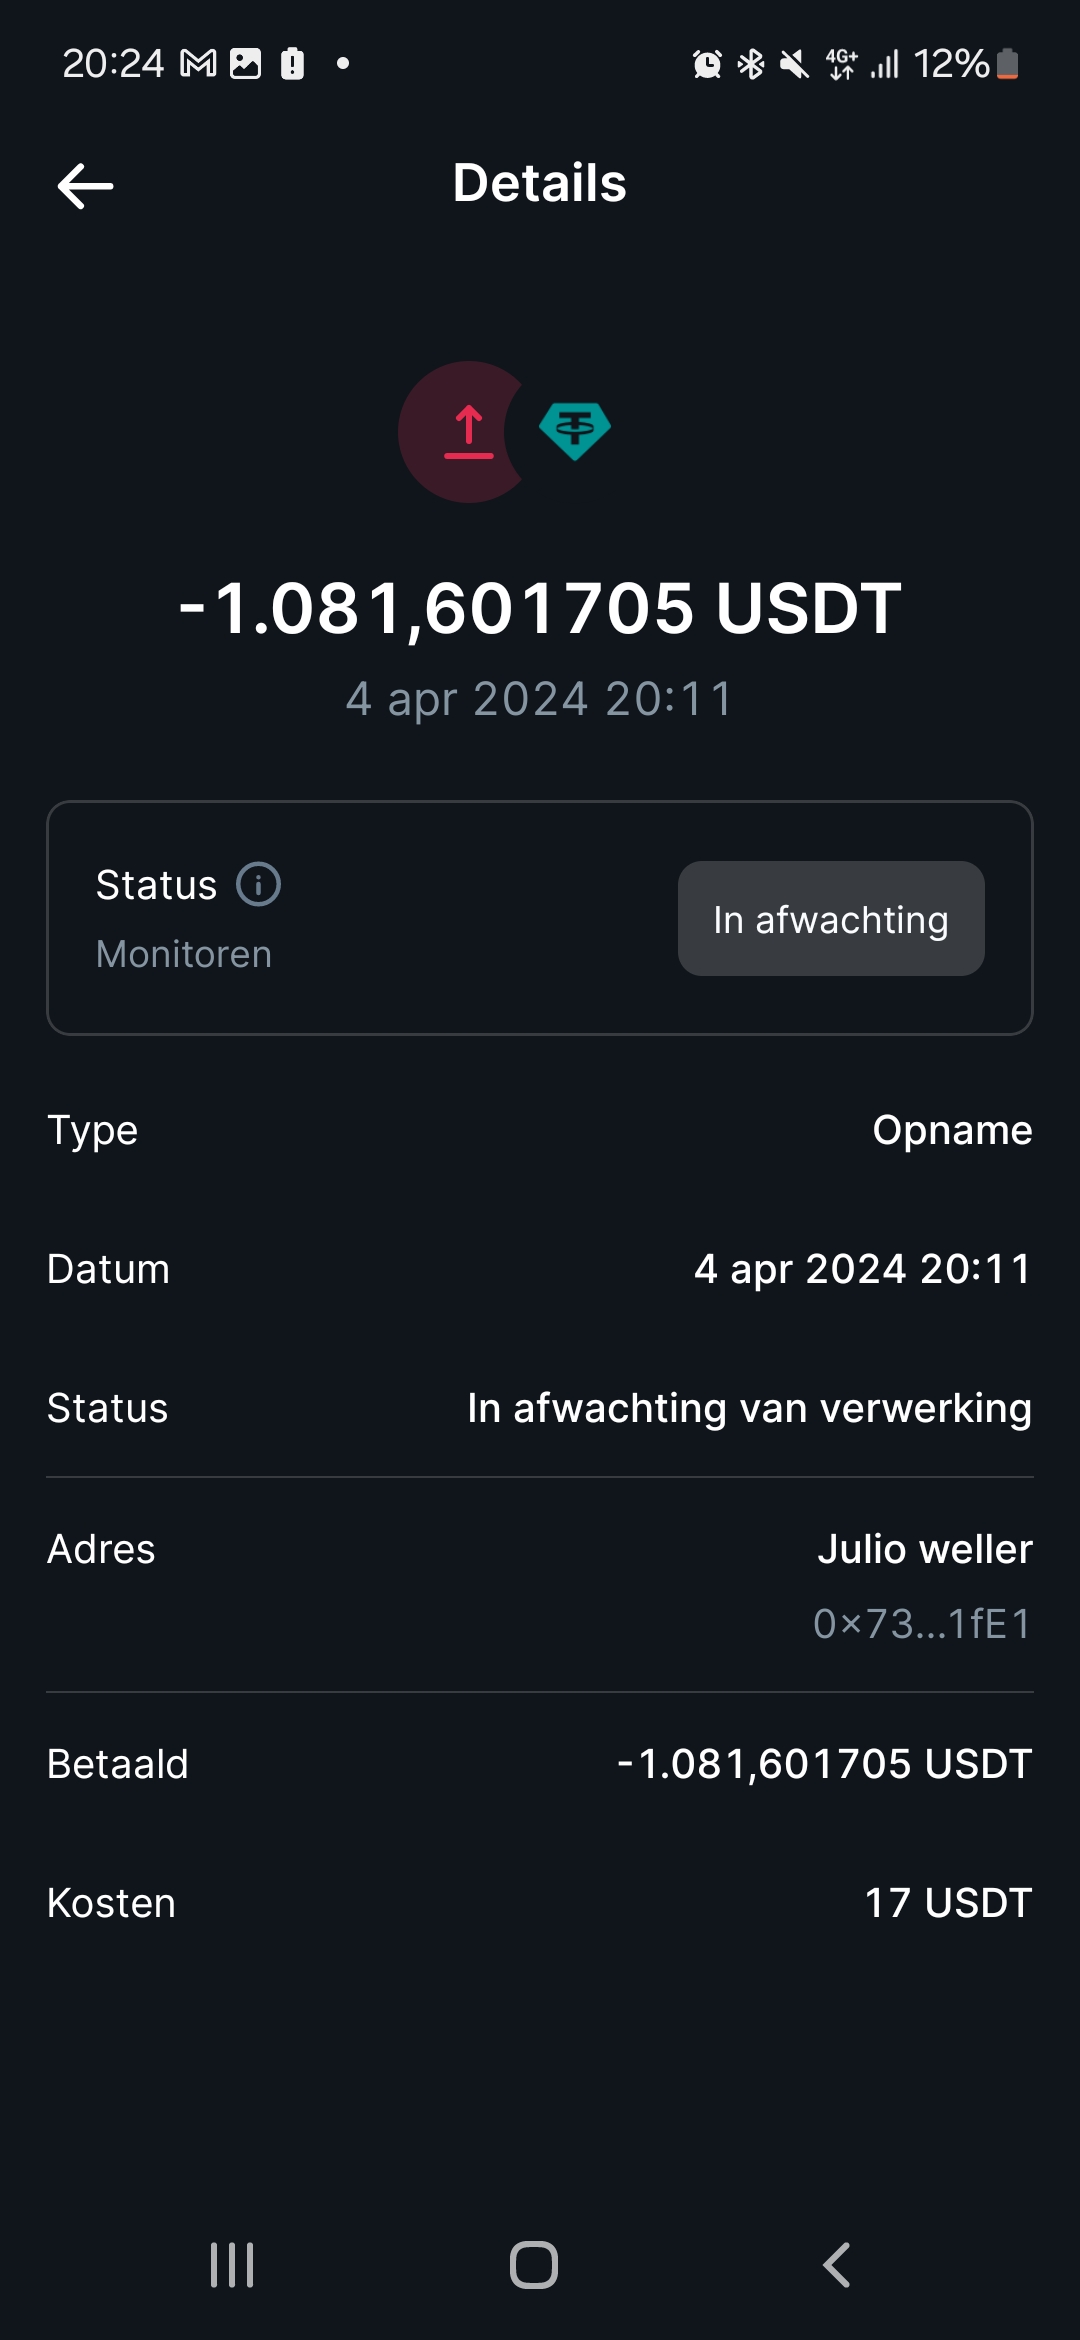 20:24 4G+ 12%
Details
-1.081,601705 USDT
4 apr 2024 20:11
Status
In afwachting
Monitoren
Type Opname
Datum 4 apr 2024 20:11
Status In afwachting van verwerking
Adres Julio weller
0×73...1fE1
Betaald -1.081,601705 USDT
Kosten 17 USDT